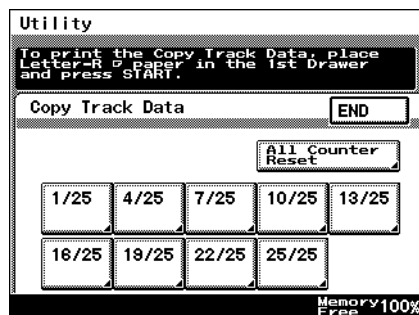 Utility
To print the Copy Track Data, place
Letter-R paper in the 1st Drawer
and press START.
Copy Track Data
END
All Counter
Reset
1/25 4/25 7/25 10/25 13/25
16/25 19/25 22/25 25/25
Memory 100%
Free